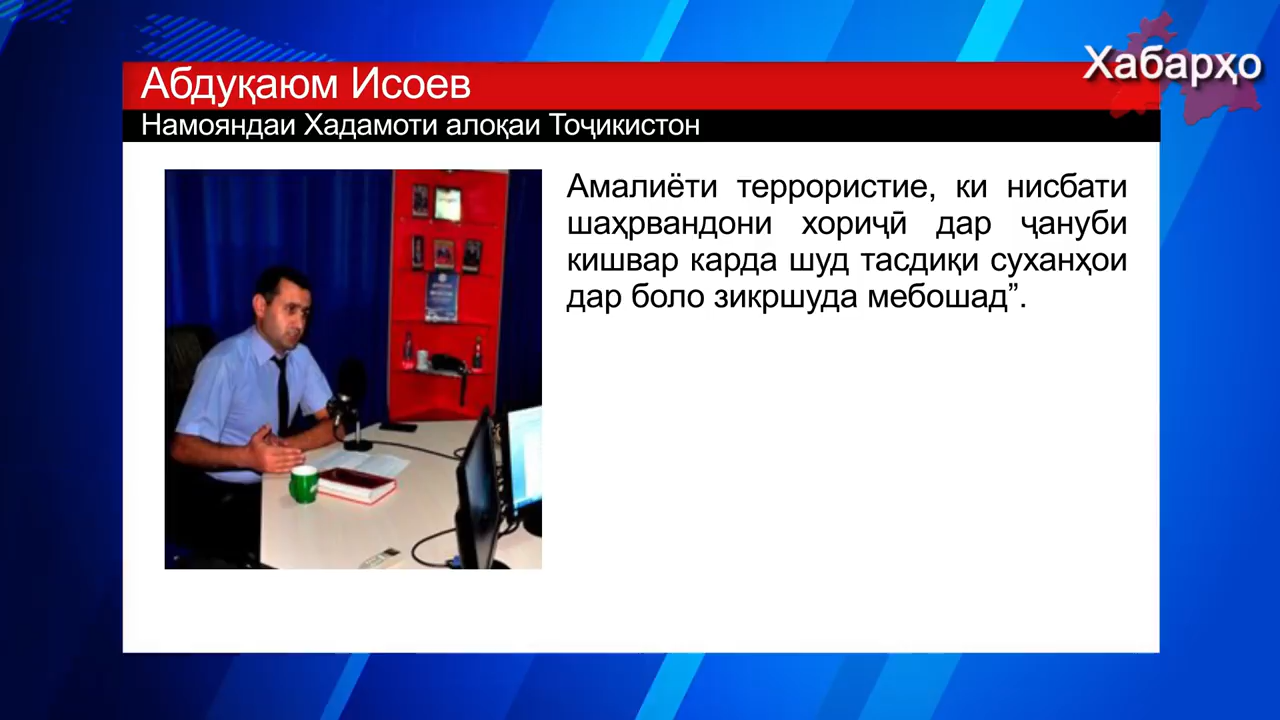 Хабарҳо
Абдуқаюм Исоев
Намояндаи Хадамоти алоқаи Тоҷикистон
Амалиёти террористие, ки нисбати
шаҳрвандони хориҷӣ дар ҷануби
кишвар карда шуд тасдиқи суханҳои
дар боло зикршуда мебошад”.